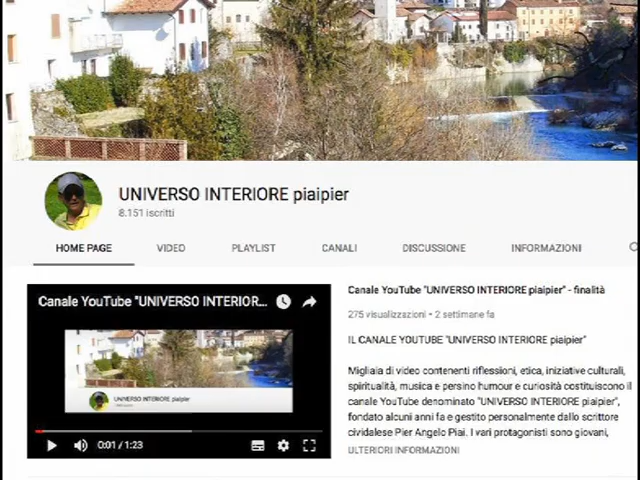 UNIVERSO INTERIORE piaipier
8.151 iscritti
HOME PAGE VIDEO PLAYLIST CANALI DISCUSSIONE INFORMAZIONI
Canale YouTube "UNIVERSO INTERIOR...
UNIVERSO INTERIORE piaipier
0:01 / 1:23
Canale YouTube "UNIVERSO INTERIORE piaipier" - finalità
275 visualizzazioni • 2 settimane fa
IL CANALE YOUTUBE "UNIVERSO INTERIORE piaipier"
Migliaia di video contenenti riflessioni, etica, iniziative culturali,
spiritualità, musica e persino humour e curiosità costituiscono il
canale YouTube denominato "UNIVERSO INTERIORE piaipier",
fondato alcuni anni fa e gestito personalmente dallo scrittore
cividalese Pier Angelo Piai. I vari protagonisti sono giovani,
ULTERIORI INFORMAZIONI